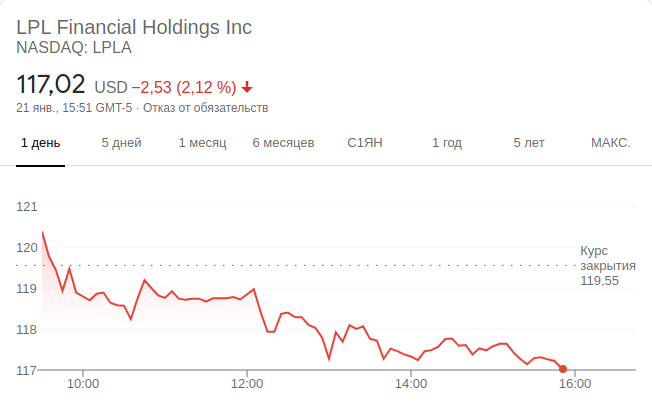 LPL Financial Holdings Inc
NASDAQ: LPLA
117,02 USD −2,53 (2,12 %)
21 янв., 15:51 GMT-5 · Отказ от обязательств
1 день 5 дней 1 месяц 6 месяцев С1ЯН 1 год 5 лет МАКС.
121
120
119
118
117
Курс
закрытия
119,55
10:00 12:00 14:00 16:00